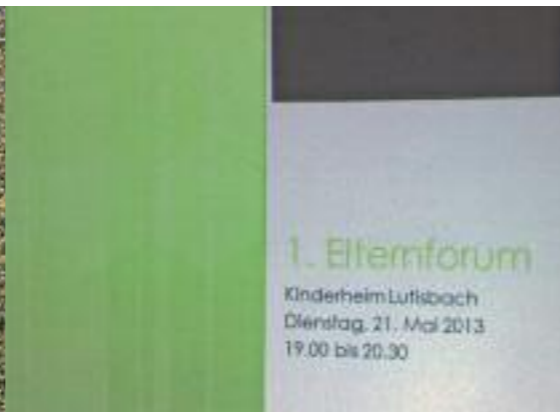 1. Elternforum
Kinderheim Lutisbach
Dienstag, 21. Mai 2013
19.00 bis 20.30